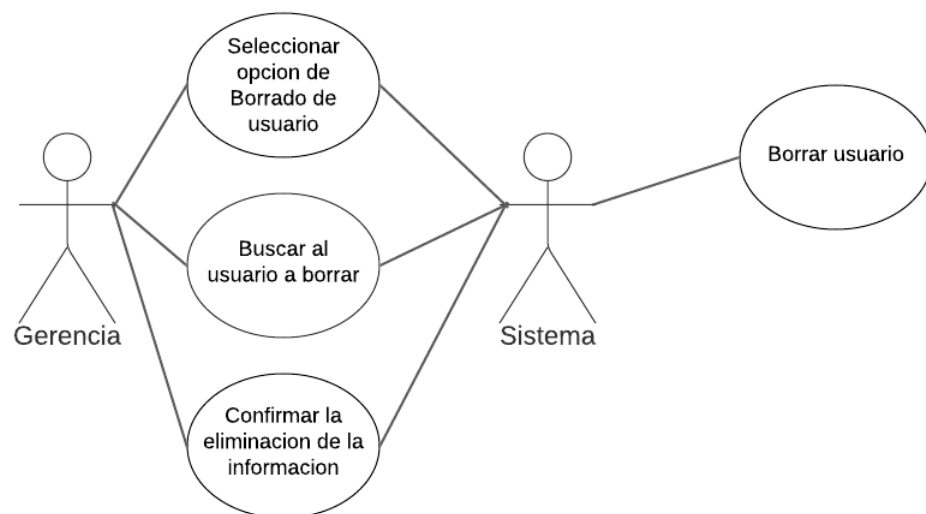 Seleccionar
opcion de
Borrado de
usuario
Borrar usuario
Buscar al
usuario a borrar
Gerencia
Sistema
Confirmar la
eliminacion de la
informacion